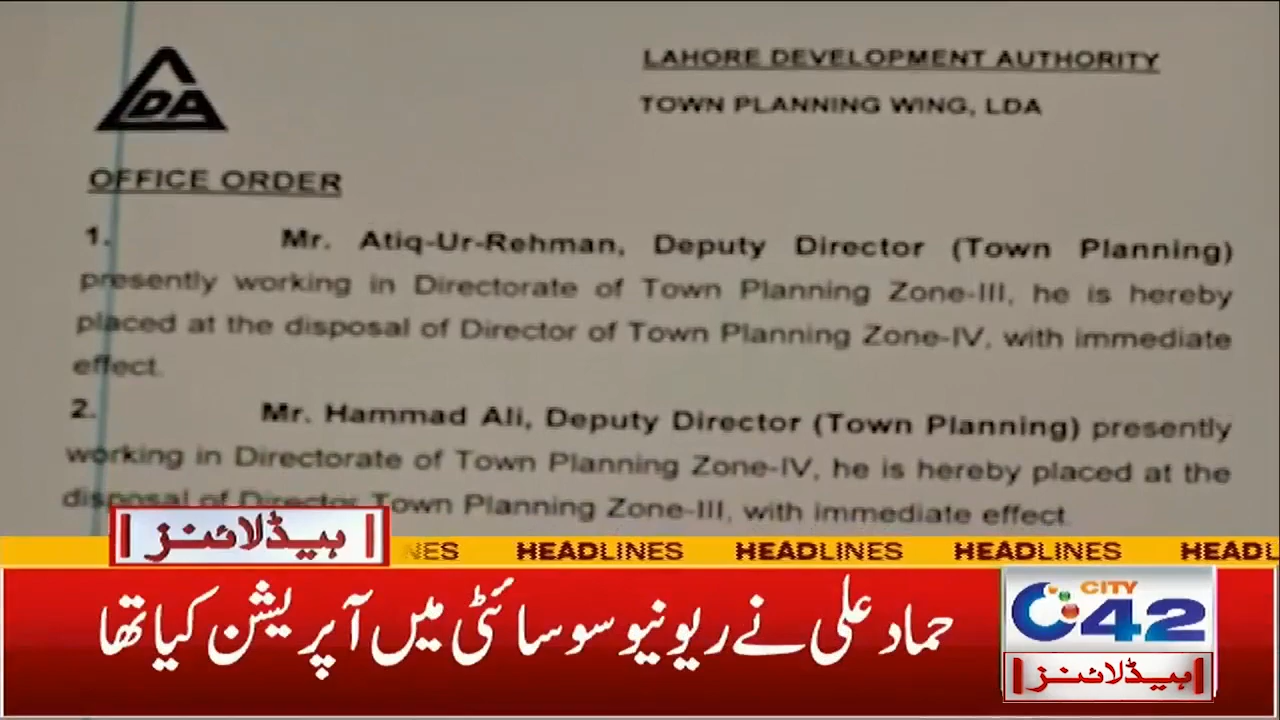 LDA
LAHORE DEVELOPMENT AUTHORITY
TOWN PLANNING WING, LDA
OFFICE ORDER
1. Mr. Atiq-Ur-Rehman, Deputy Director (Town Planning)
presently working in Directorate of Town Planning Zone-III, he is hereby
placed at the disposal of Director of Town Planning Zone-IV, with immediate
effect.
2. Mr. Hammad Ali, Deputy Director (Town Planning) presently
working in Directorate of Town Planning Zone-IV, he is hereby placed at the
disposal of Director Town Planning Zone-III, with immediate effect
ہیڈلائنز
NES HEADLINES HEADLINES HEADLINES HEADL
حماد علی نے ریونیو سوسائٹی میں آپریشن کیا تھا
CITY
42
ہیڈلائنز